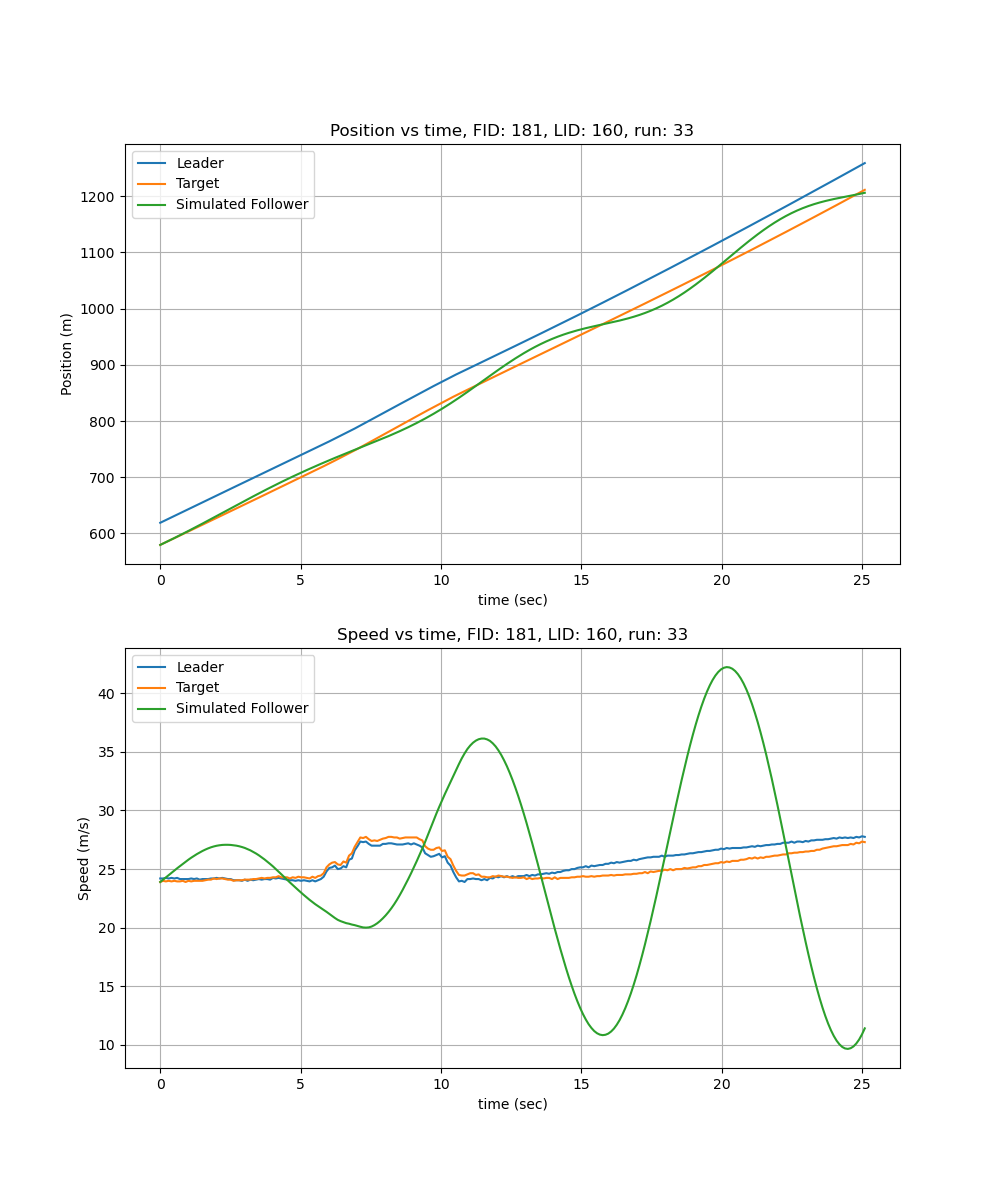 Position vs time, FID: 181, LID: 160, run: 33
Leader
Target
Simulated Follower
1200
1100
1000
900
800
700
600
Position (m)
0 5 10 15 20 25
time (sec)
Speed vs time, FID: 181, LID: 160, run: 33
Leader
Target
Simulated Follower
40
35
30
25
20
15
10
Speed (m/s)
0 5 10 15 20 25
time (sec)